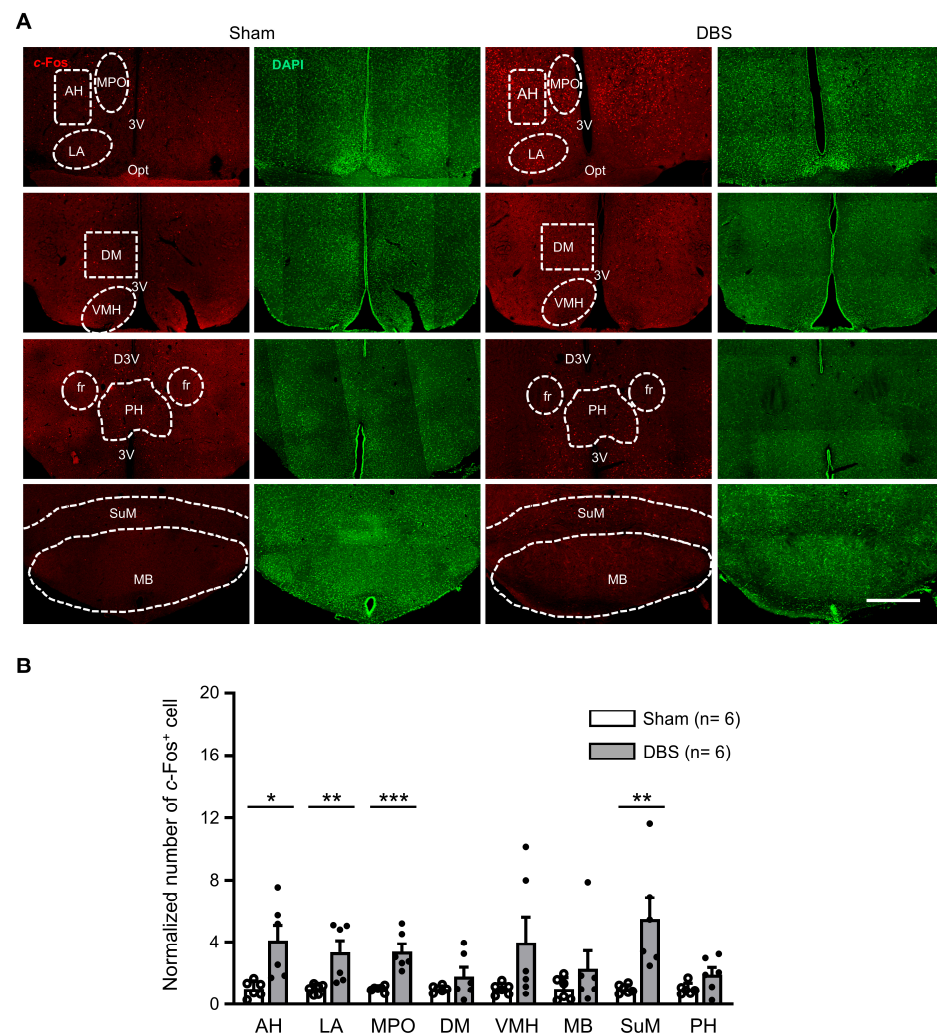 A
Sham
DBS
c-Fos
DAPI
AH
MPO
3V
LA
Opt
AH
MPO
3V
LA
Opt
DM
3V
VMH
DM
3V
VMH
D3V
fr
fr
PH
3V
D3V
fr
fr
PH
3V
SuM
MB
SuM
MB
B
Normalized number of c-Fos⁺ cell
20
16
12
8
4
0
Sham (n= 6)
DBS (n= 6)
*
**
***
**
AH LA MPO DM VMH MB SuM PH